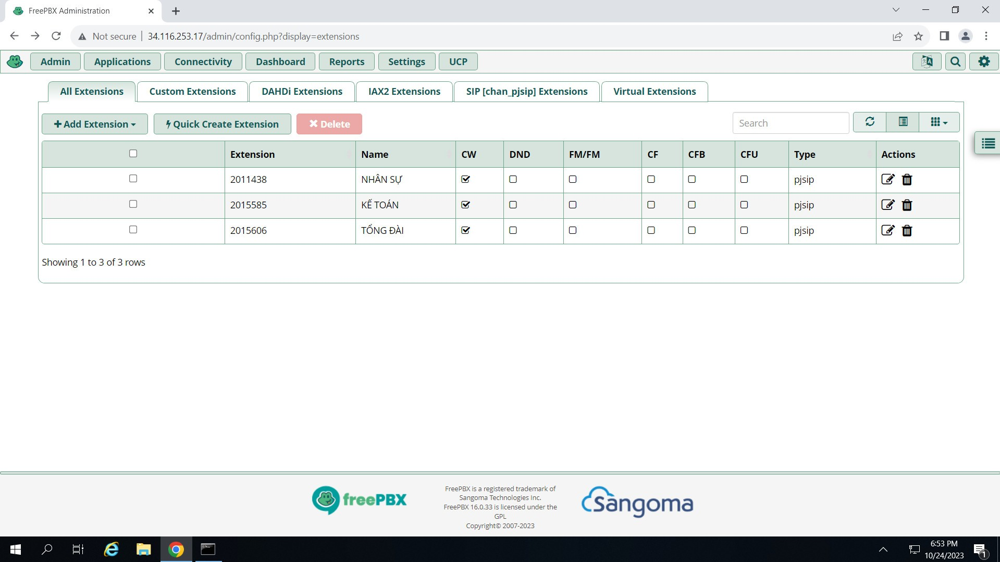 FreePBX Administration
Not secure
34.116.253.17/admin/config.php?display=extensions
Admin Applications Connectivity Dashboard Reports Settings UCP
All Extensions Custom Extensions DAHDi Extensions IAX2 Extensions SIP [chan_pjsip] Extensions Virtual Extensions
Add Extension Quick Create Extension Delete Search
Extension Name CW DND FM/FM CF CFB CFU Type Actions
2011438 NHÂN SỰ pjsip
2015585 KẾ TOÁN pjsip
2015606 TỔNG ĐÀI pjsip
Showing 1 to 3 of 3 rows
freePBX
FreePBX is a registered trademark of
Sangoma Technologies Inc.
FreePBX 16.0.33 is licensed under the
GPL
Copyright© 2007-2023
Sangoma
6:53 PM
10/24/2023
1